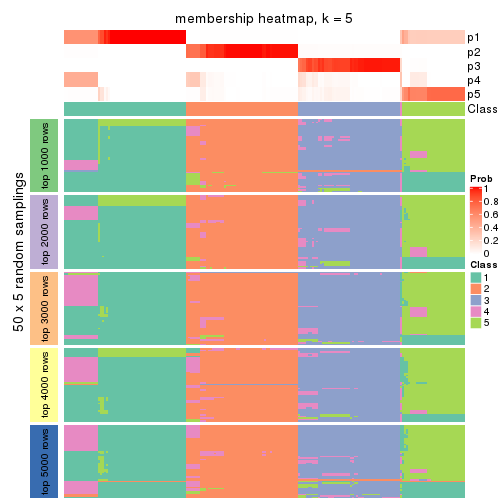 membership heatmap, k = 5
p1
p2
p3
p4
p5
Class
50 x 5 random samplings
top 1000 rows
top 2000 rows
top 3000 rows
top 4000 rows
top 5000 rows
Prob
1
0.8
0.6
0.4
0.2
0
Class
1
2
3
4
5